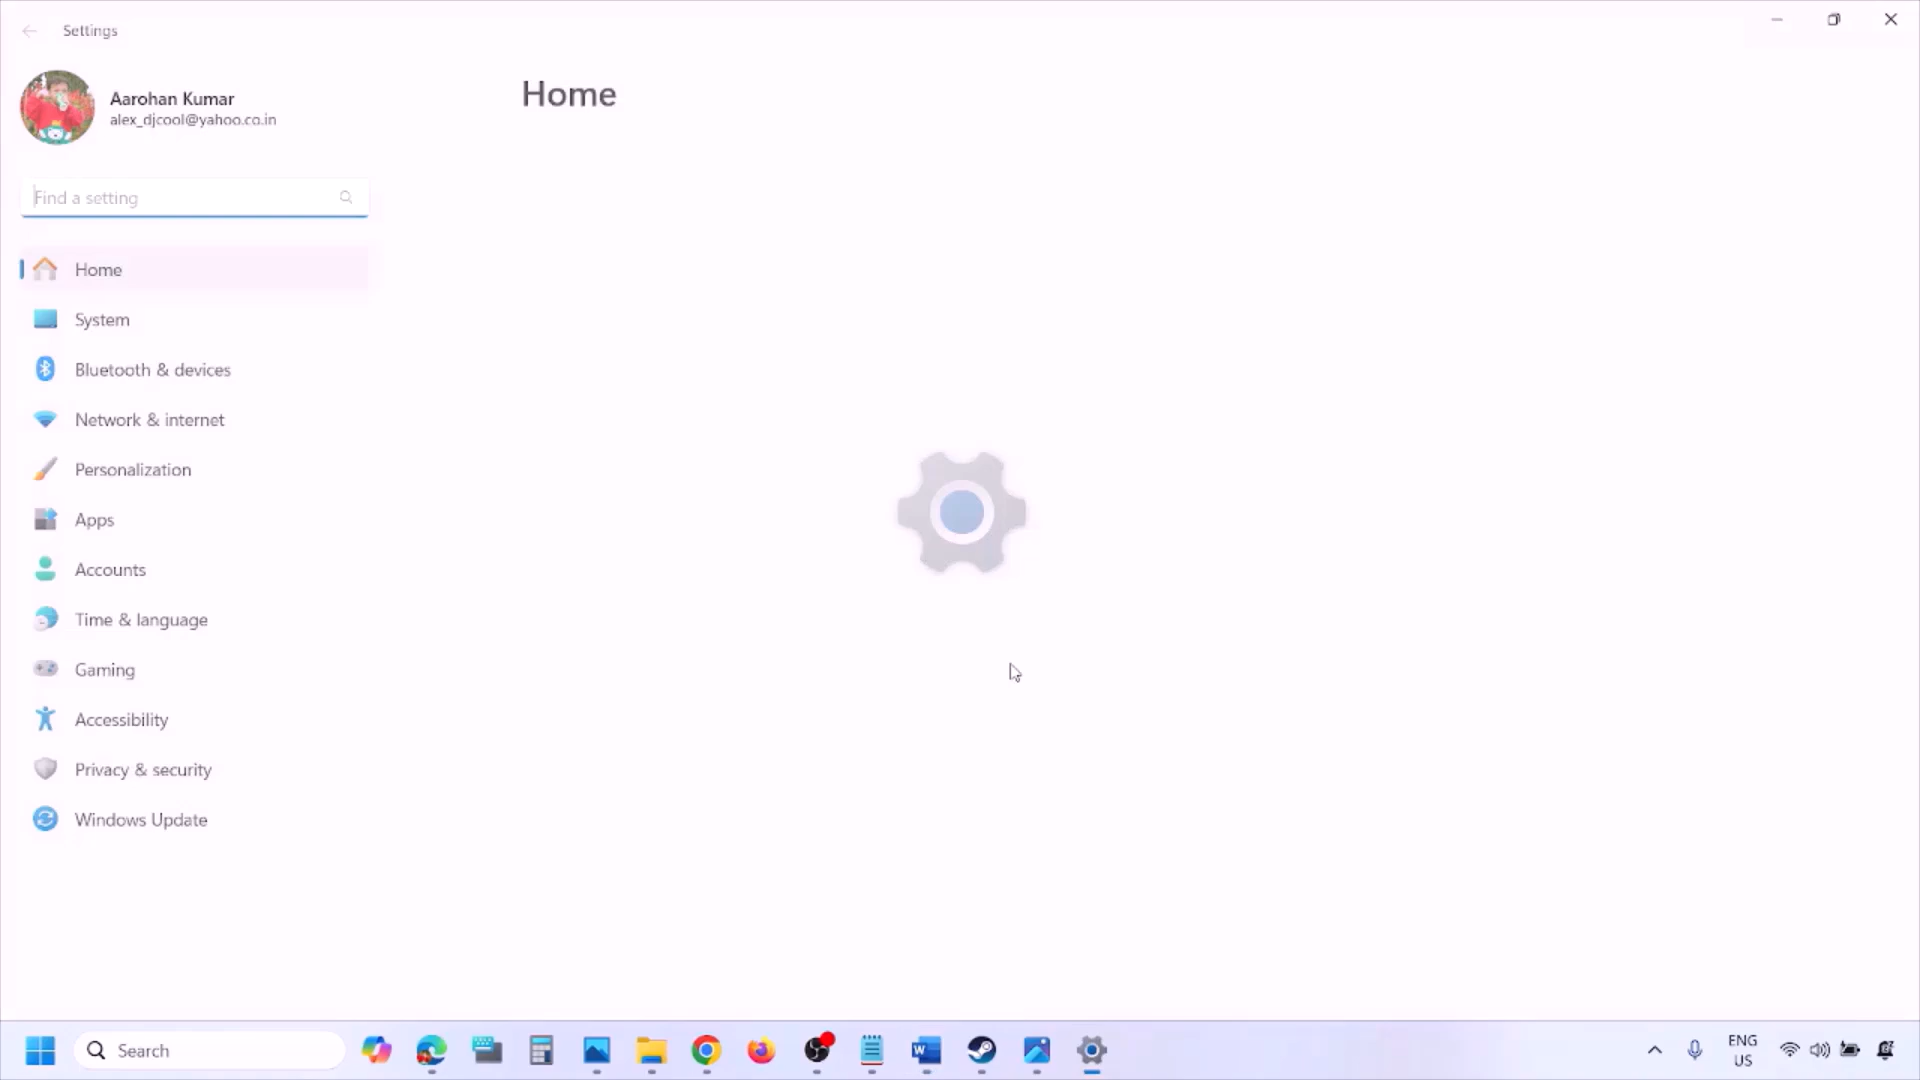 Settings
Aarohan Kumar
alex_djcool@yahoo.co.in
Find a setting
Home
System
Bluetooth & devices
Network & internet
Personalization
Apps
Accounts
Time & language
Gaming
Accessibility
Privacy & security
Windows Update
Home
Search
W
ENG
US